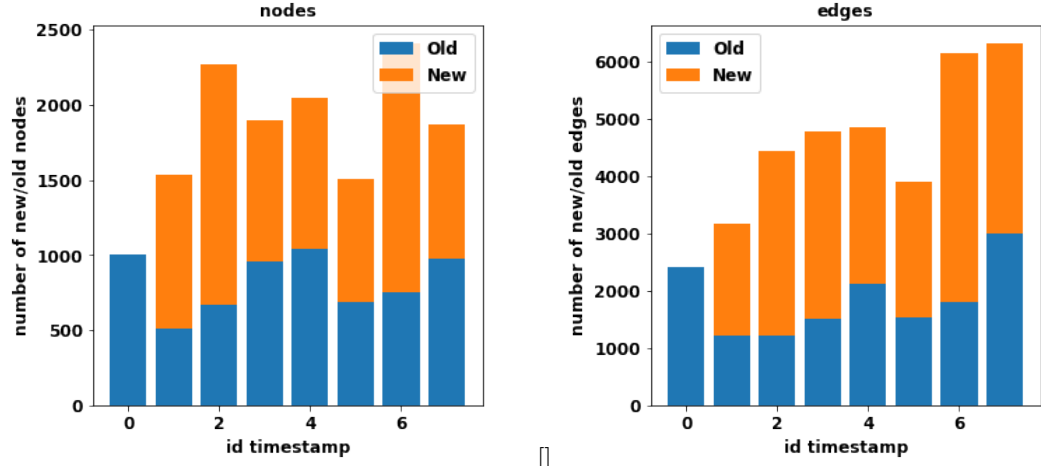 nodes
number of new/old nodes
2500
2000
1500
1000
500
0
Old
New
0 2 4 6
id timestamp
[]
edges
number of new/old edges
6000
5000
4000
3000
2000
1000
0
Old
New
0 2 4 6
id timestamp